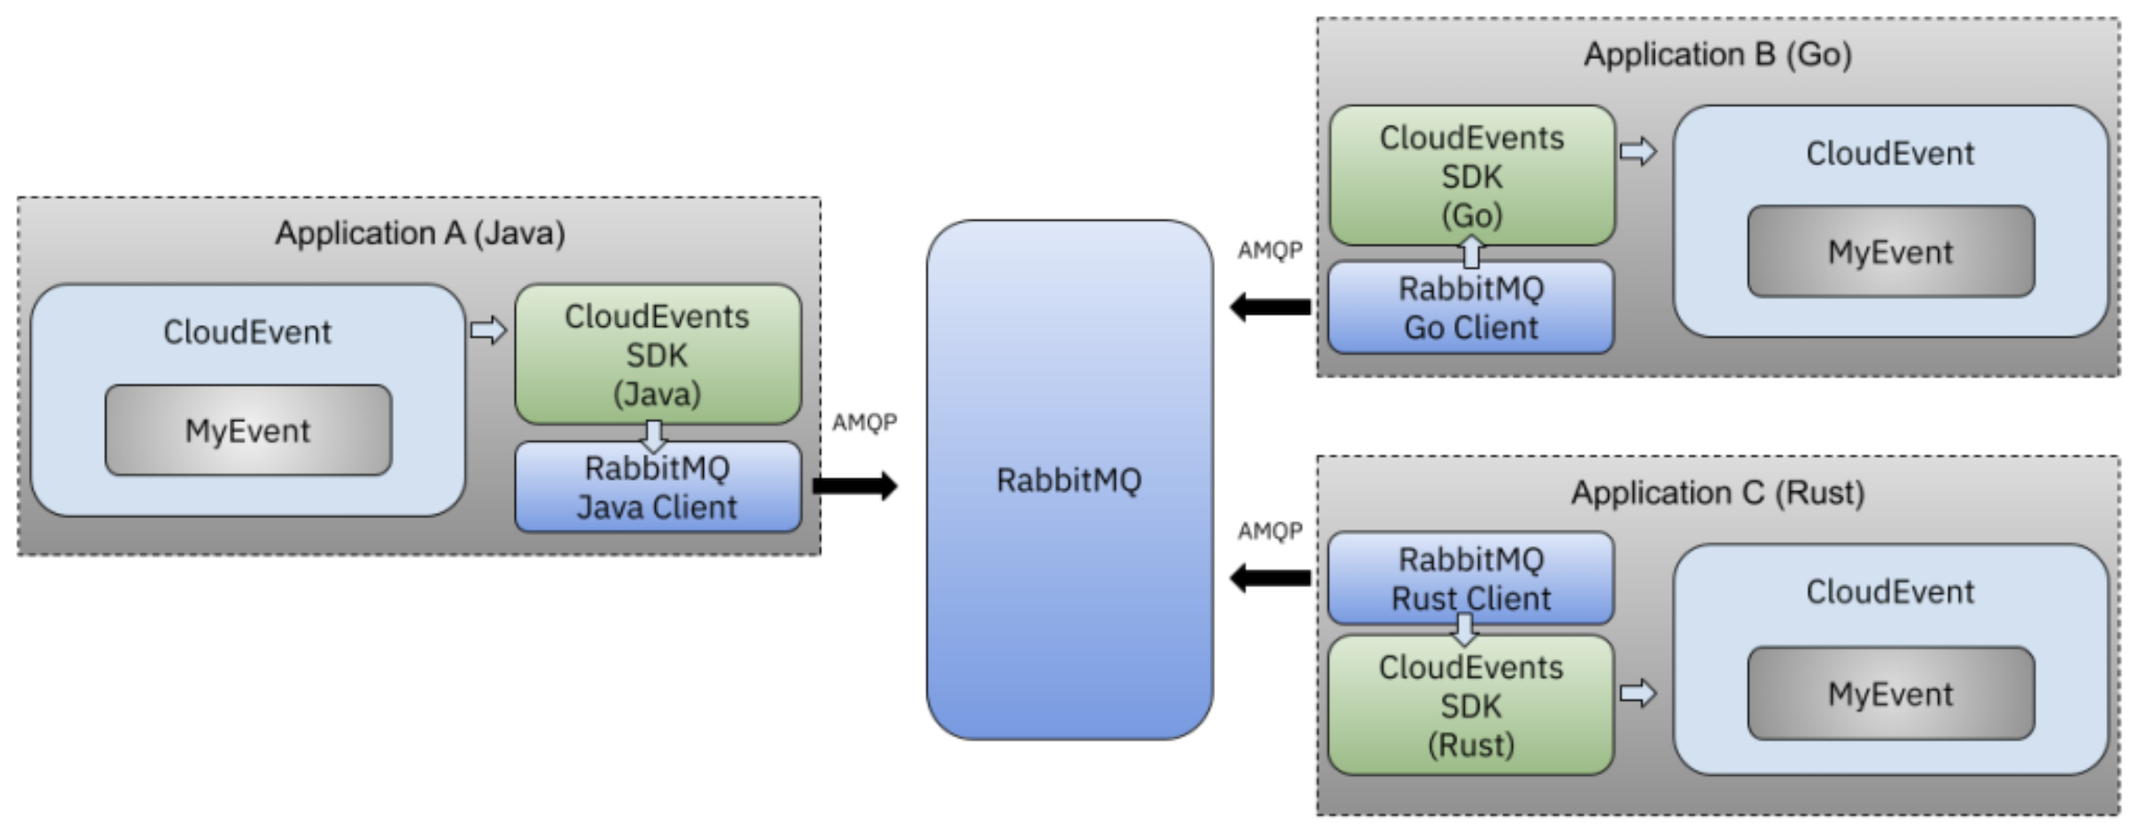 Application A (Java)
CloudEvent
MyEvent
CloudEvents
SDK
(Java)
RabbitMQ
Java Client
AMQP
RabbitMQ
AMQP
AMQP
Application B (Go)
CloudEvents
SDK
(Go)
RabbitMQ
Go Client
CloudEvent
MyEvent
Application C (Rust)
RabbitMQ
Rust Client
CloudEvents
SDK
(Rust)
CloudEvent
MyEvent